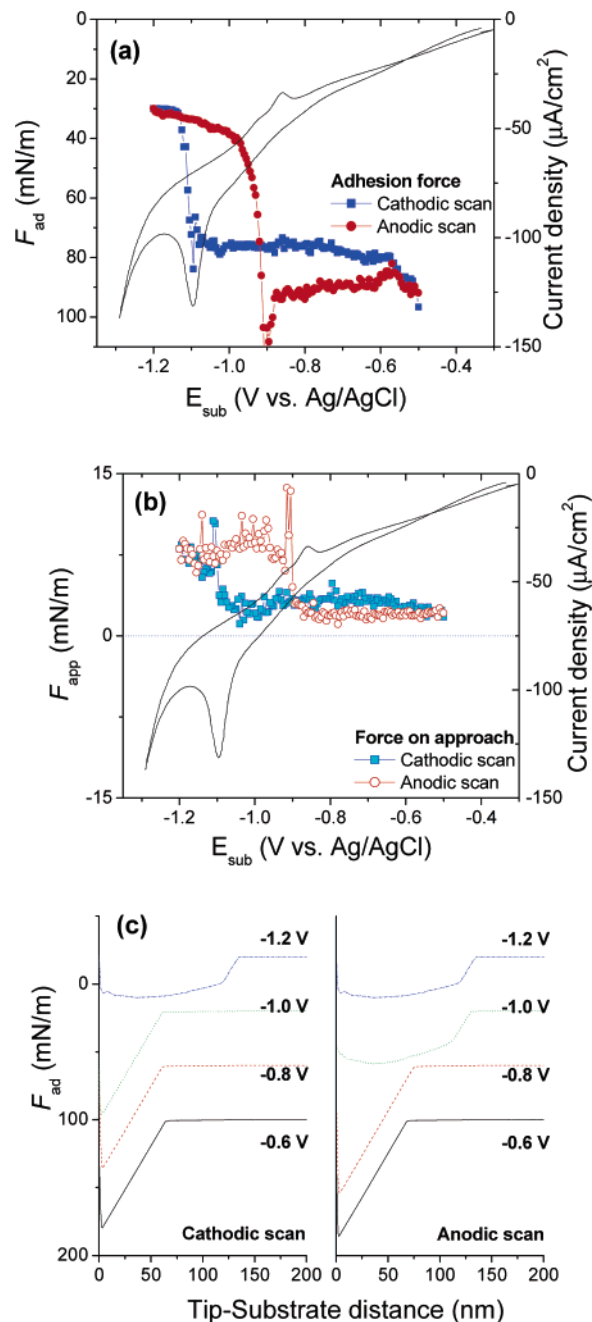 (a)
0
20
40
60
80
100
F_ad (mN/m)
0
-50
-100
-150
Current density (µA/cm²)
Adhesion force
Cathodic scan
Anodic scan
-1.2 -1.0 -0.8 -0.6 -0.4
E_sub (V vs. Ag/AgCl)
(b)
15
0
-15
F_app (mN/m)
0
-50
-100
-150
Current density (µA/cm²)
Force on approach
Cathodic scan
Anodic scan
-1.2 -1.0 -0.8 -0.6 -0.4
E_sub (V vs. Ag/AgCl)
(c)
0
100
200
F_ad (mN/m)
-1.2 V
-1.0 V
-0.8 V
-0.6 V
Cathodic scan
0 50 100 150 200
-1.2 V
-1.0 V
-0.8 V
-0.6 V
Anodic scan
0 50 100 150 200
Tip-Substrate distance (nm)